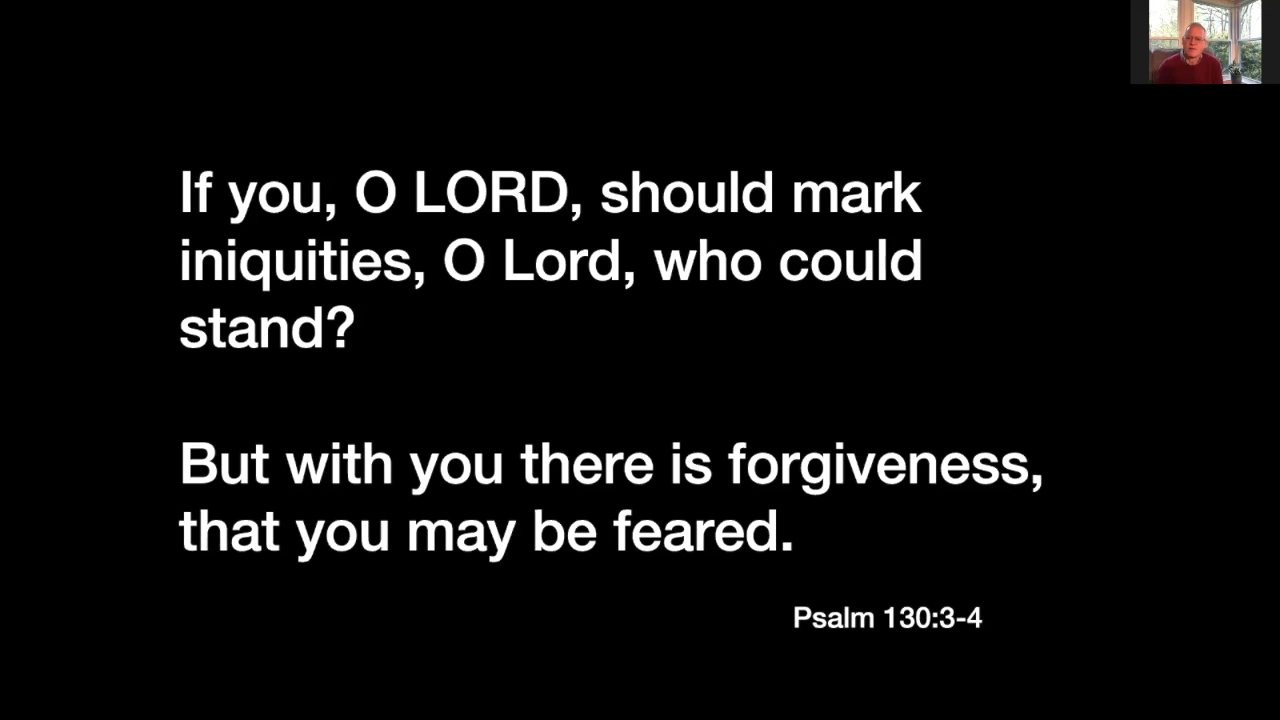 If you, O LORD, should mark
iniquities, O Lord, who could
stand?
But with you there is forgiveness,
that you may be feared.
Psalm 130:3-4